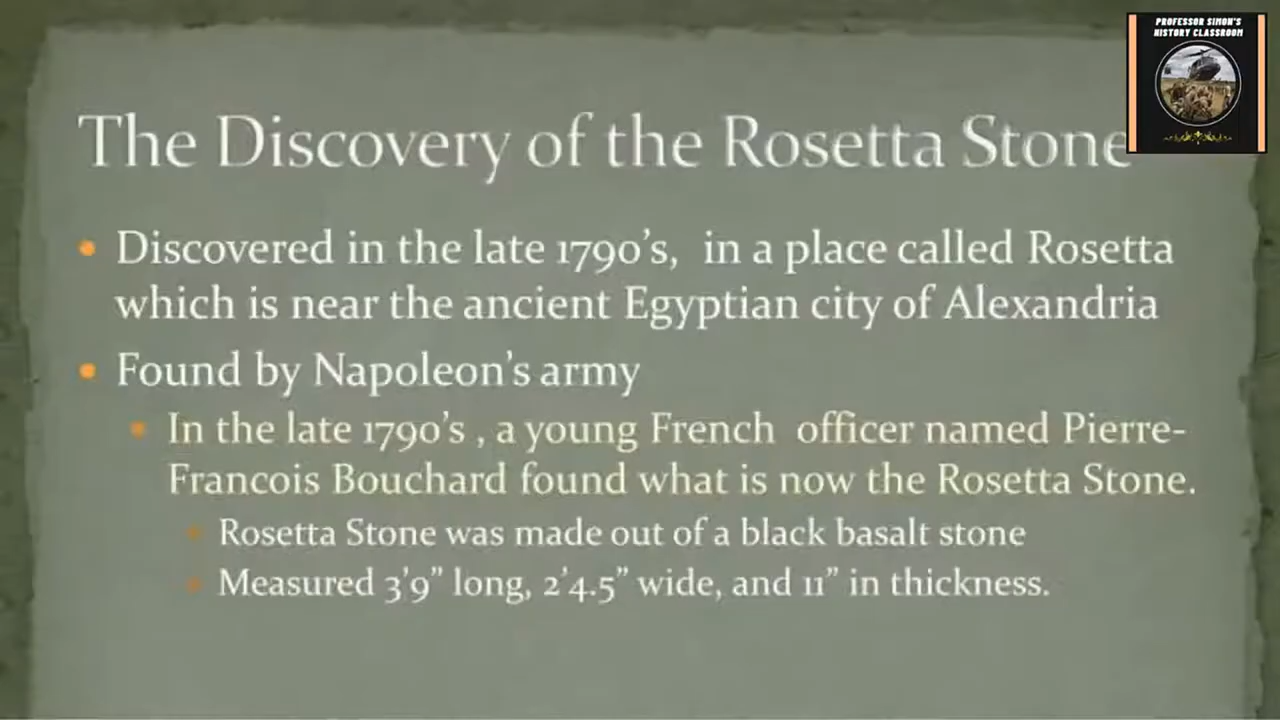 PROFESSOR SIMON'S
HISTORY CLASSROOM
The Discovery of the Rosetta Stone
• Discovered in the late 1790's, in a place called Rosetta
which is near the ancient Egyptian city of Alexandria
• Found by Napoleon's army
• In the late 1790's , a young French officer named Pierre-
Francois Bouchard found what is now the Rosetta Stone.
• Rosetta Stone was made out of a black basalt stone
• Measured 3'9” long, 2'4.5” wide, and 11” in thickness.